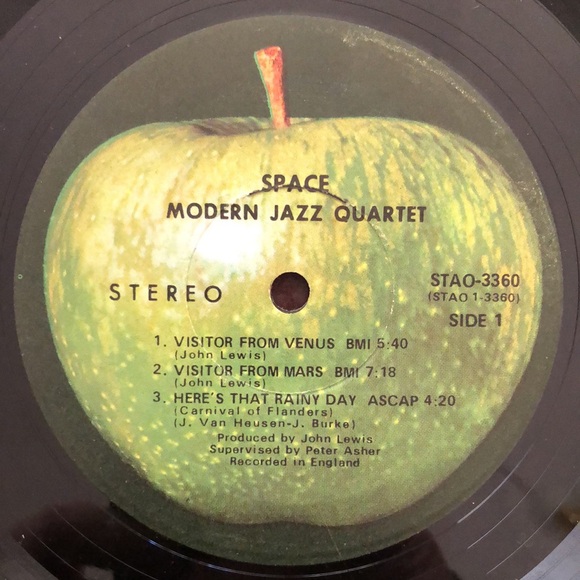 SPACE
MODERN JAZZ QUARTET
STEREO
STAO-3360
(STAO 1-3360)
SIDE 1
1. VISITOR FROM VENUS BMI 5:40
(John Lewis)
2. VISITOR FROM MARS BMI 7:18
(John Lewis)
3. HERE'S THAT RAINY DAY ASCAP 4:20
(Carnival of Flanders)
(J. Van Heusen-J. Burke)
Produced by John Lewis
Supervised by Peter Asher
Recorded in England